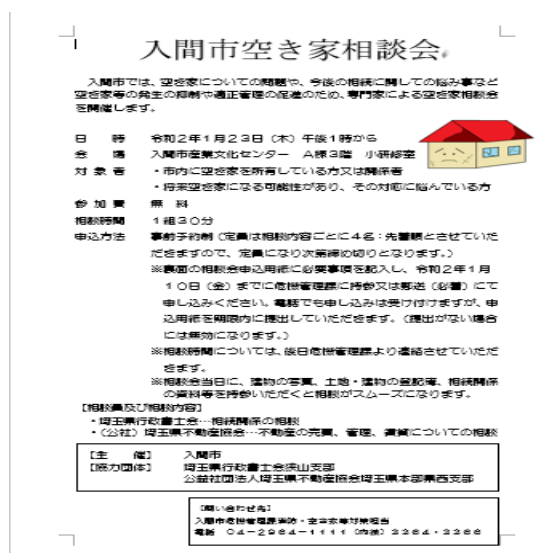 入間市空き家相談会
入間市では、空き家についての問題や、今後の相続に関しての悩み事など
空き家等の発生の抑制や適正管理の促進のため、専門家による空き家相談会
を開催します。
日　時　令和2年1月23日（木）午後1時から
会　場　入間市産業文化センター　A棟3階　小研修室
対象者　・市内に空き家を所有している方又は関係者
・将来空き家になる可能性があり、その対応に悩んでいる方
参加費　無　料
相談時間　1組30分
申込方法　事前予約制（定員は相談内容ごとに4名：先着順とさせていた
だきますので、定員になり次第締め切りとなります。）
※裏面の相談会申込用紙に必要事項を記入し、令和2年1月
10日（金）までに危機管理課に持参又は郵送（必着）にて
申し込みください。電話でも申し込みは受け付けますが、申
込用紙を期限内に提出していただきます。（提出がない場合
には無効になります。）
※相談時間については、後日危機管理課より連絡させていただ
きます。
※相談会当日に、建物の写真、土地・建物の登記簿、相続関係
の資料等を持参いただくと相談がスムーズになります。
【相談員及び相談内容】
・埼玉県行政書士会…相続関係の相談
・（公社）埼玉県不動産協会…不動産の売買、管理、賃貸についての相談
【主　催】　入間市
【協力団体】　埼玉県行政書士会狭山支部
公益社団法人埼玉県不動産協会埼玉県本部県西支部
【問い合わせ先】
入間市危機管理課消防・空き家等対策担当
電話　04-2964-1111（内線）